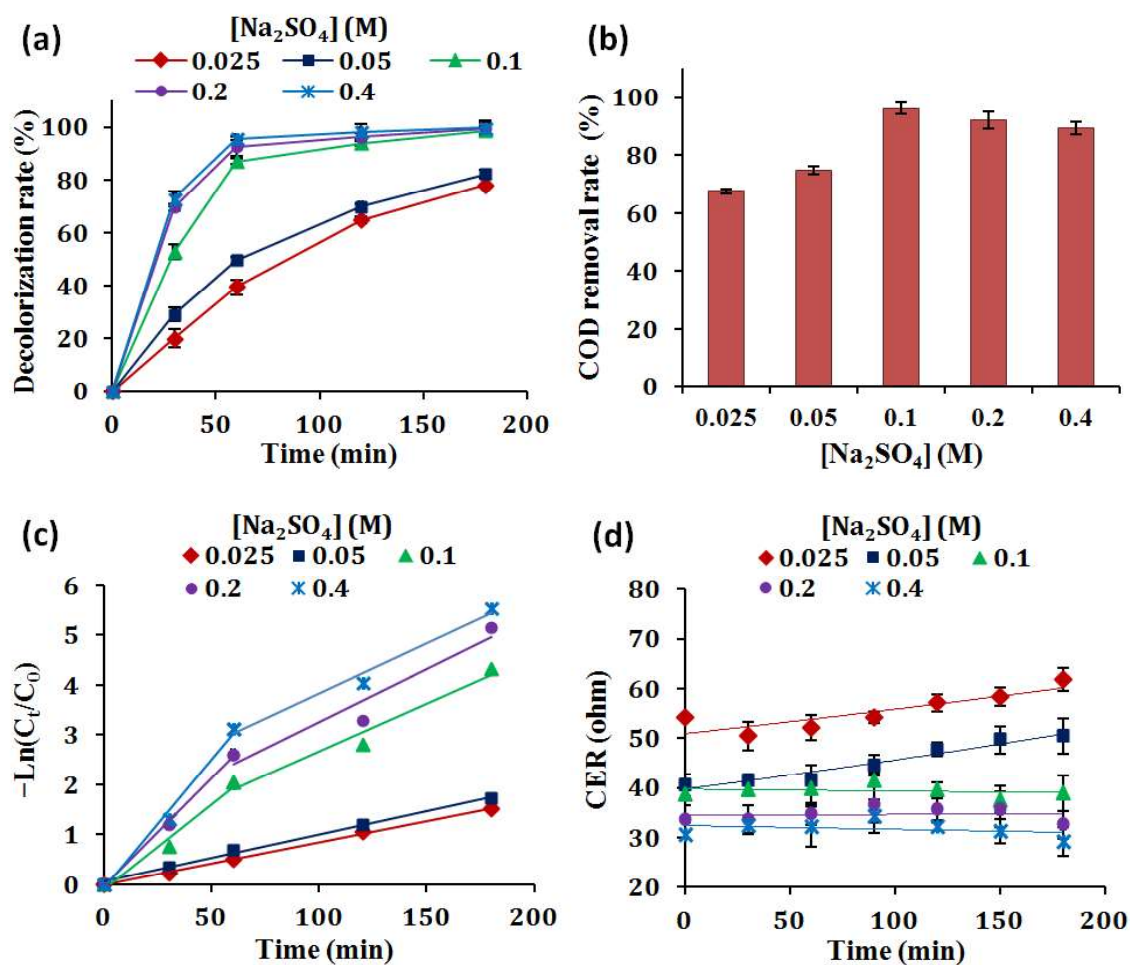 (a)
[Na₂SO₄] (M)
0.025 0.05 0.1
0.2 0.4
Decolorization rate (%)
100
80
60
40
20
0
0 50 100 150 200
Time (min)
(b)
COD removal rate (%)
100
80
60
40
20
0
0.025 0.05 0.1 0.2 0.4
[Na₂SO₄] (M)
(c)
[Na₂SO₄] (M)
0.025 0.05 0.1
0.2 0.4
−Ln(Cₜ/C₀)
6
5
4
3
2
1
0
0 50 100 150 200
Time (min)
(d)
[Na₂SO₄] (M)
0.025 0.05 0.1
0.2 0.4
CER (ohm)
80
70
60
50
40
30
20
0 50 100 150 200
Time (min)